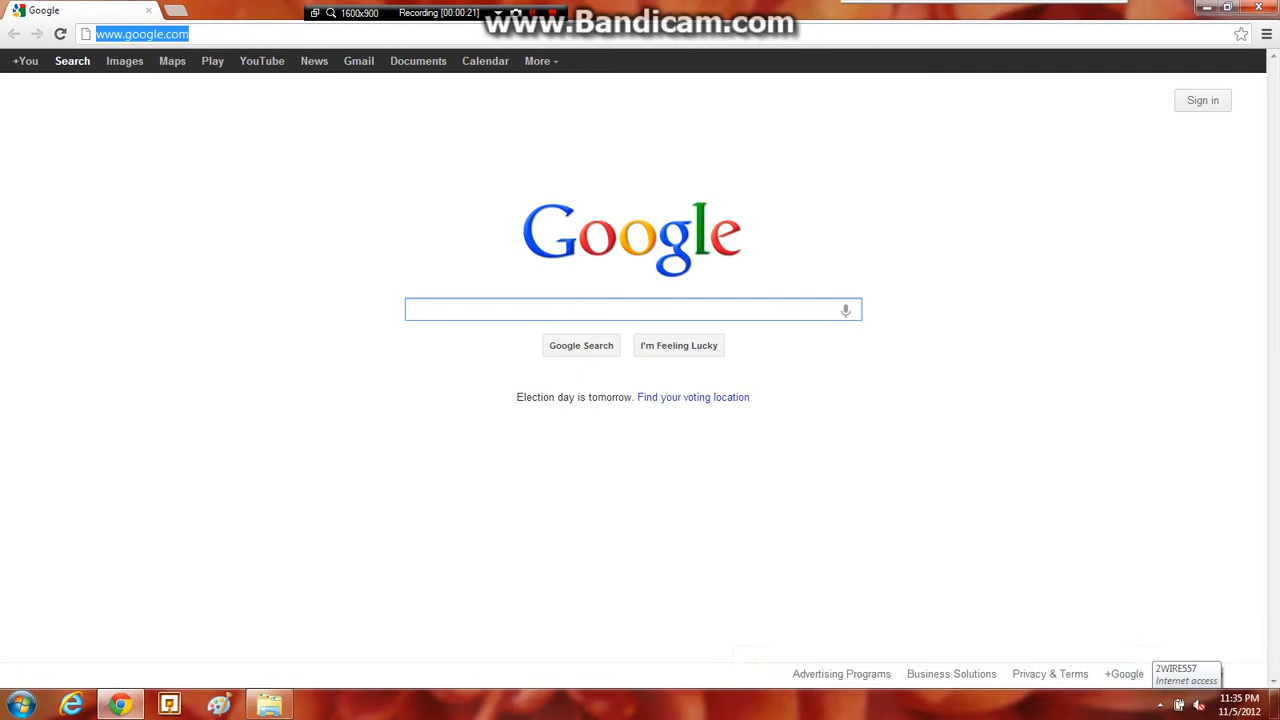 Google
1600x900 Recording [00:00:21]
www.Bandicam.com
www.google.com
+You Search Images Maps Play YouTube News Gmail Documents Calendar More
Sign in
Google
Google Search I'm Feeling Lucky
Election day is tomorrow. Find your voting location
Advertising Programs Business Solutions Privacy & Terms +Google
2WIRE557
Internet access
11:35 PM
11/5/2012